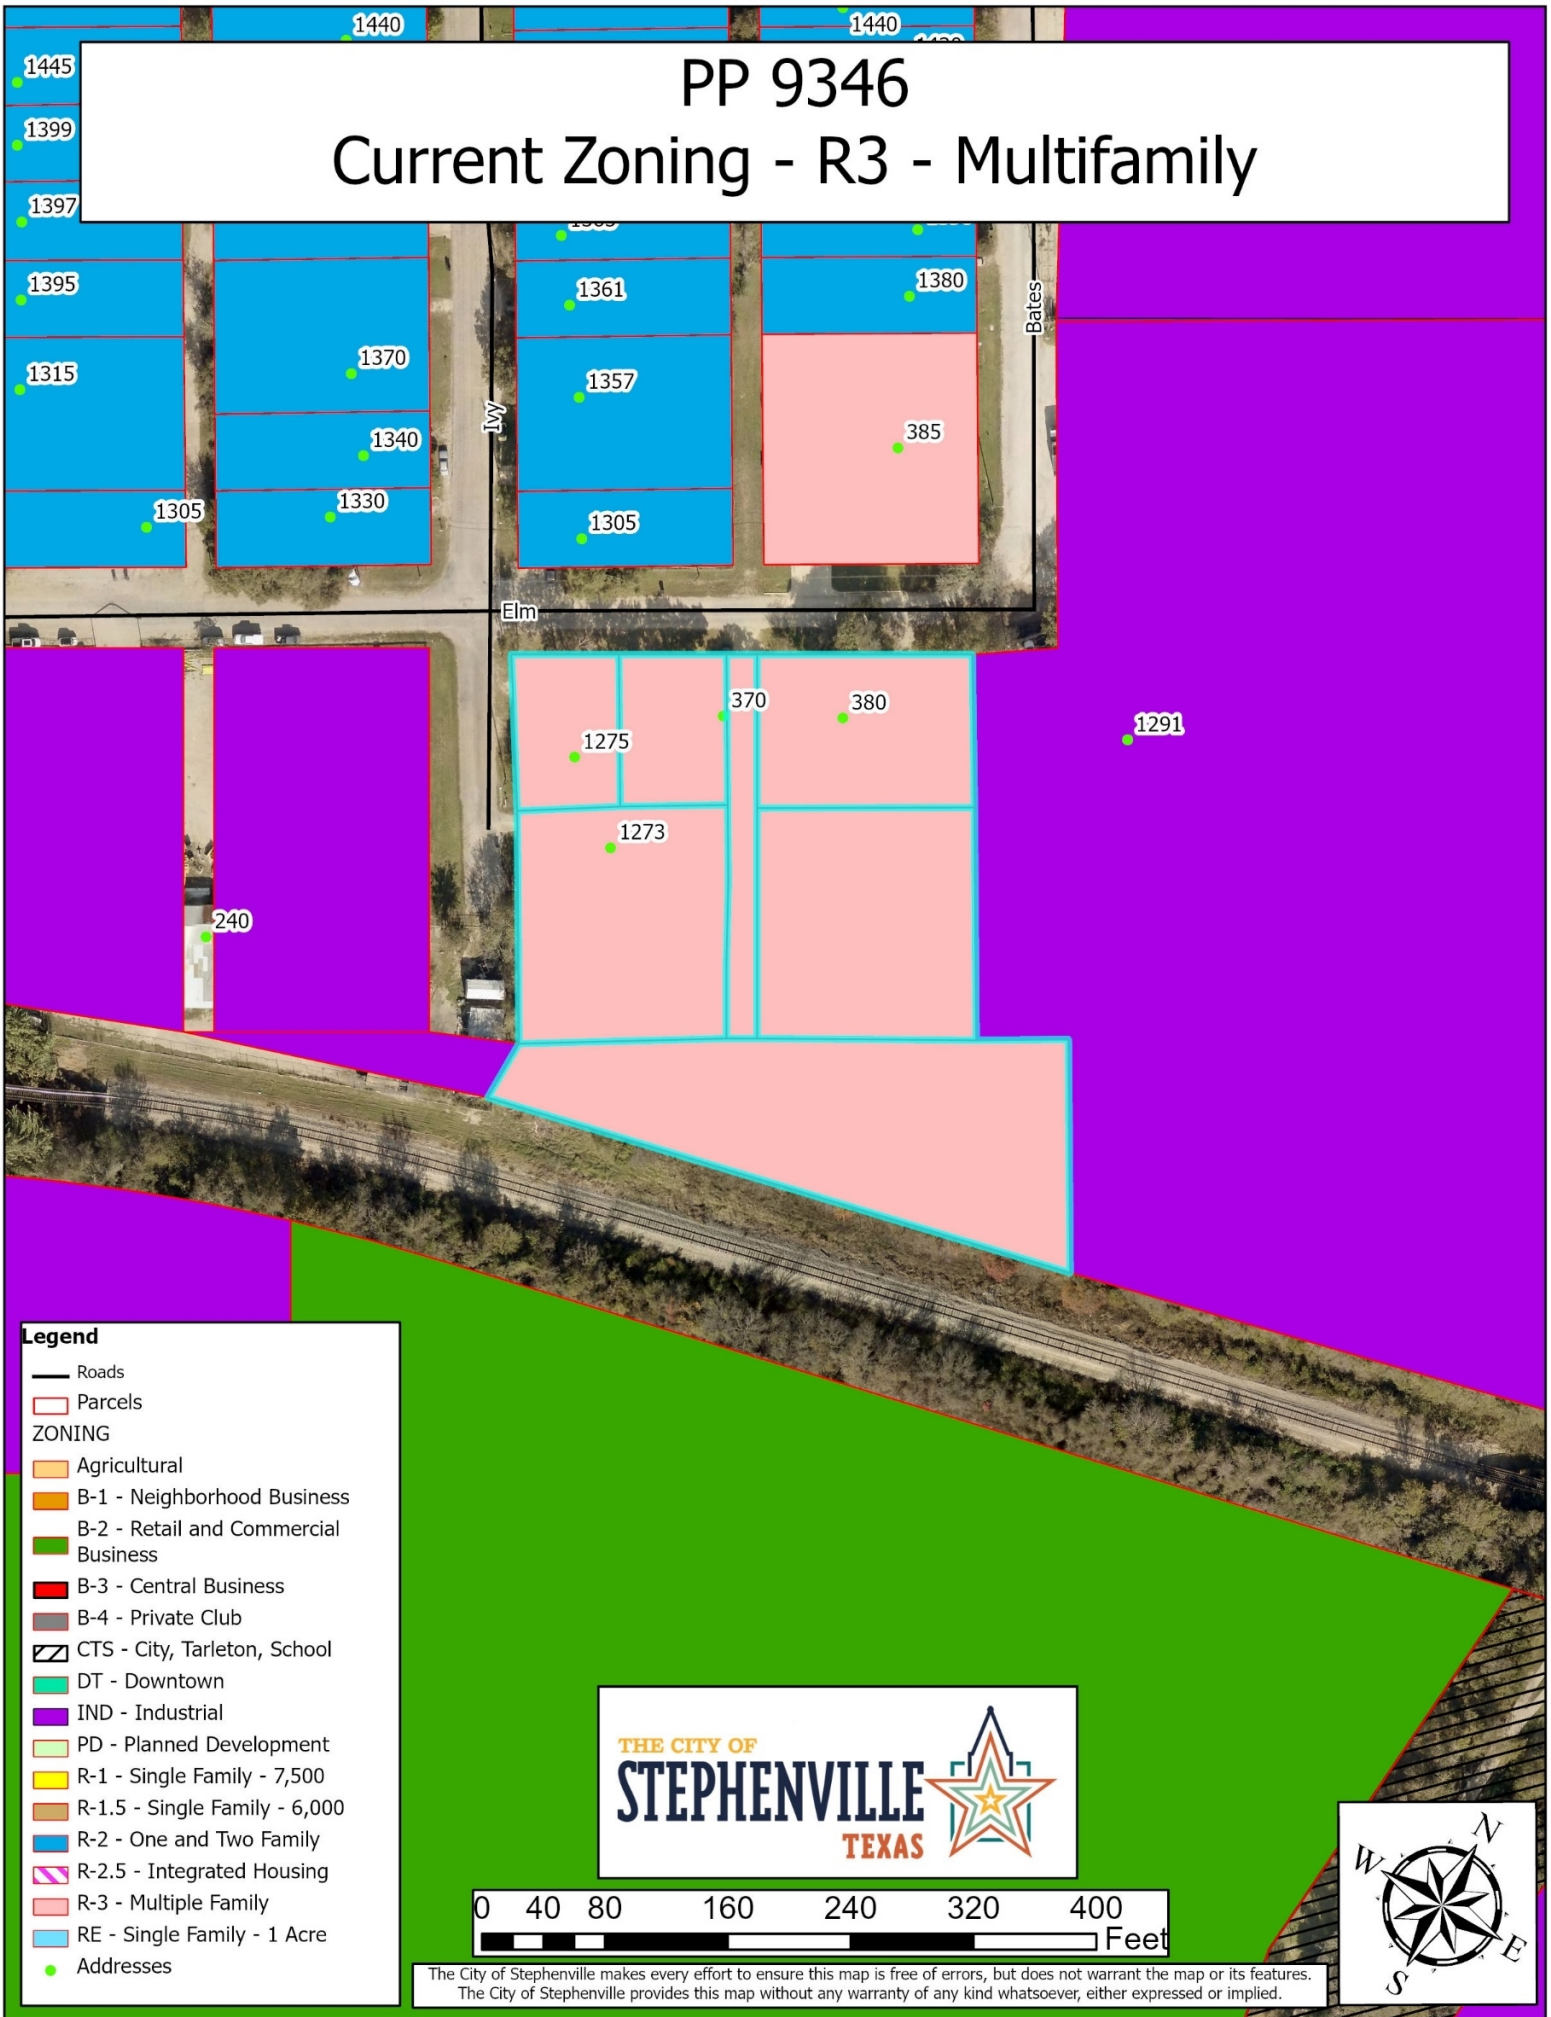 1440
1440
1445
PP 9346
Current Zoning - R3 - Multifamily
1399
1397
1395
1361
1380
Bates
1315
1370
1357
Ivy
1340
385
1305
1330
1305
Elm
370
380
1275
1291
1273
240
Legend
Roads
Parcels
ZONING
Agricultural
B-1 - Neighborhood Business
B-2 - Retail and Commercial
Business
B-3 - Central Business
B-4 - Private Club
CTS - City, Tarleton, School
DT - Downtown
IND - Industrial
PD - Planned Development
R-1 - Single Family - 7,500
R-1.5 - Single Family - 6,000
R-2 - One and Two Family
R-2.5 - Integrated Housing
R-3 - Multiple Family
RE - Single Family - 1 Acre
Addresses
THE CITY OF
STEPHENVILLE
TEXAS
0 40 80 160 240 320 400
Feet
The City of Stephenville makes every effort to ensure this map is free of errors, but does not warrant the map or its features.
The City of Stephenville provides this map without any warranty of any kind whatsoever, either expressed or implied.
N
W
E
S